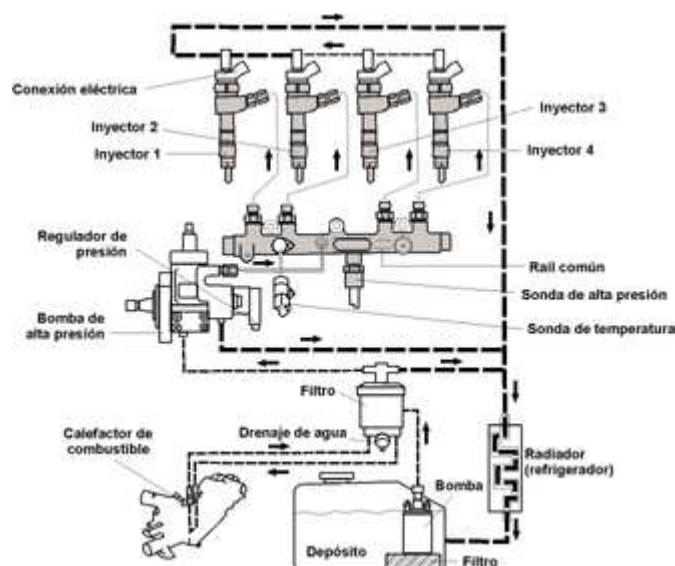 Conexión eléctrica
Inyector 3
Inyector 2
Inyector 1
Inyector 4
Regulador de
presión
Rail común
Sonda de alta presión
Bomba de
alta presión
Sonda de temperatura
Filtro
Drenaje de agua
Calefactor de
combustible
Radiador
(refrigerador)
Bomba
Depósito
Filtro